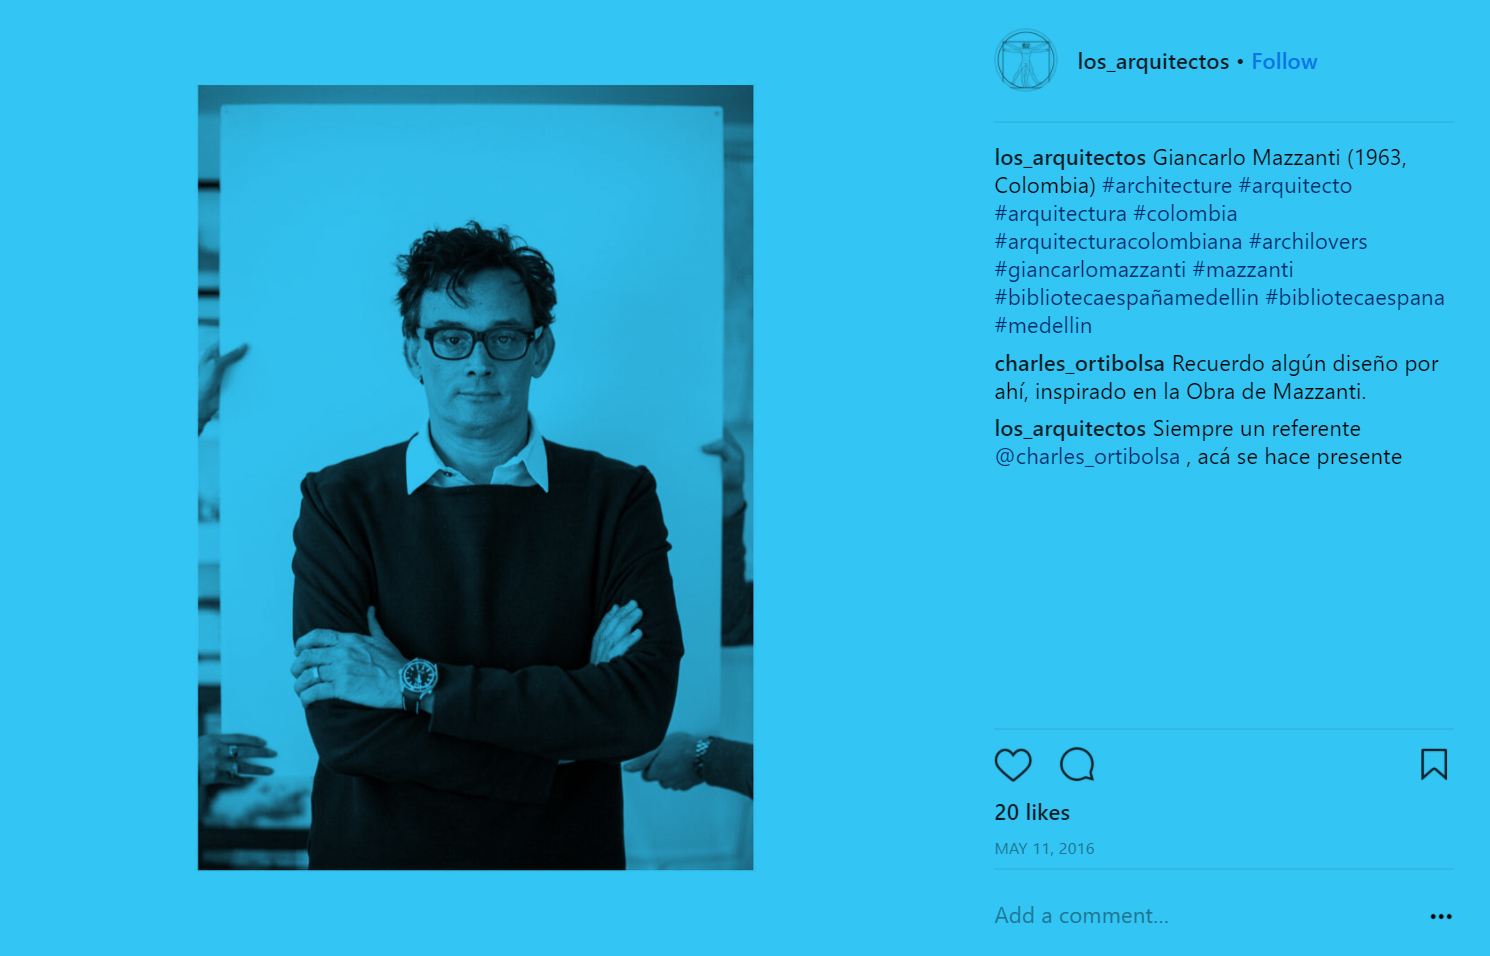 los_arquitectos • Follow
los_arquitectos Giancarlo Mazzanti (1963,
Colombia) #architecture #arquitecto
#arquitectura #colombia
#arquitecturacolombiana #archilovers
#giancarlomazzanti #mazzanti
#bibliotecaespañamedellin #bibliotecaespana
#medellin
charles_ortibolsa Recuerdo algún diseño por
ahí, inspirado en la Obra de Mazzanti.
los_arquitectos Siempre un referente
@charles_ortibolsa , acá se hace presente
20 likes
MAY 11, 2016
Add a comment...